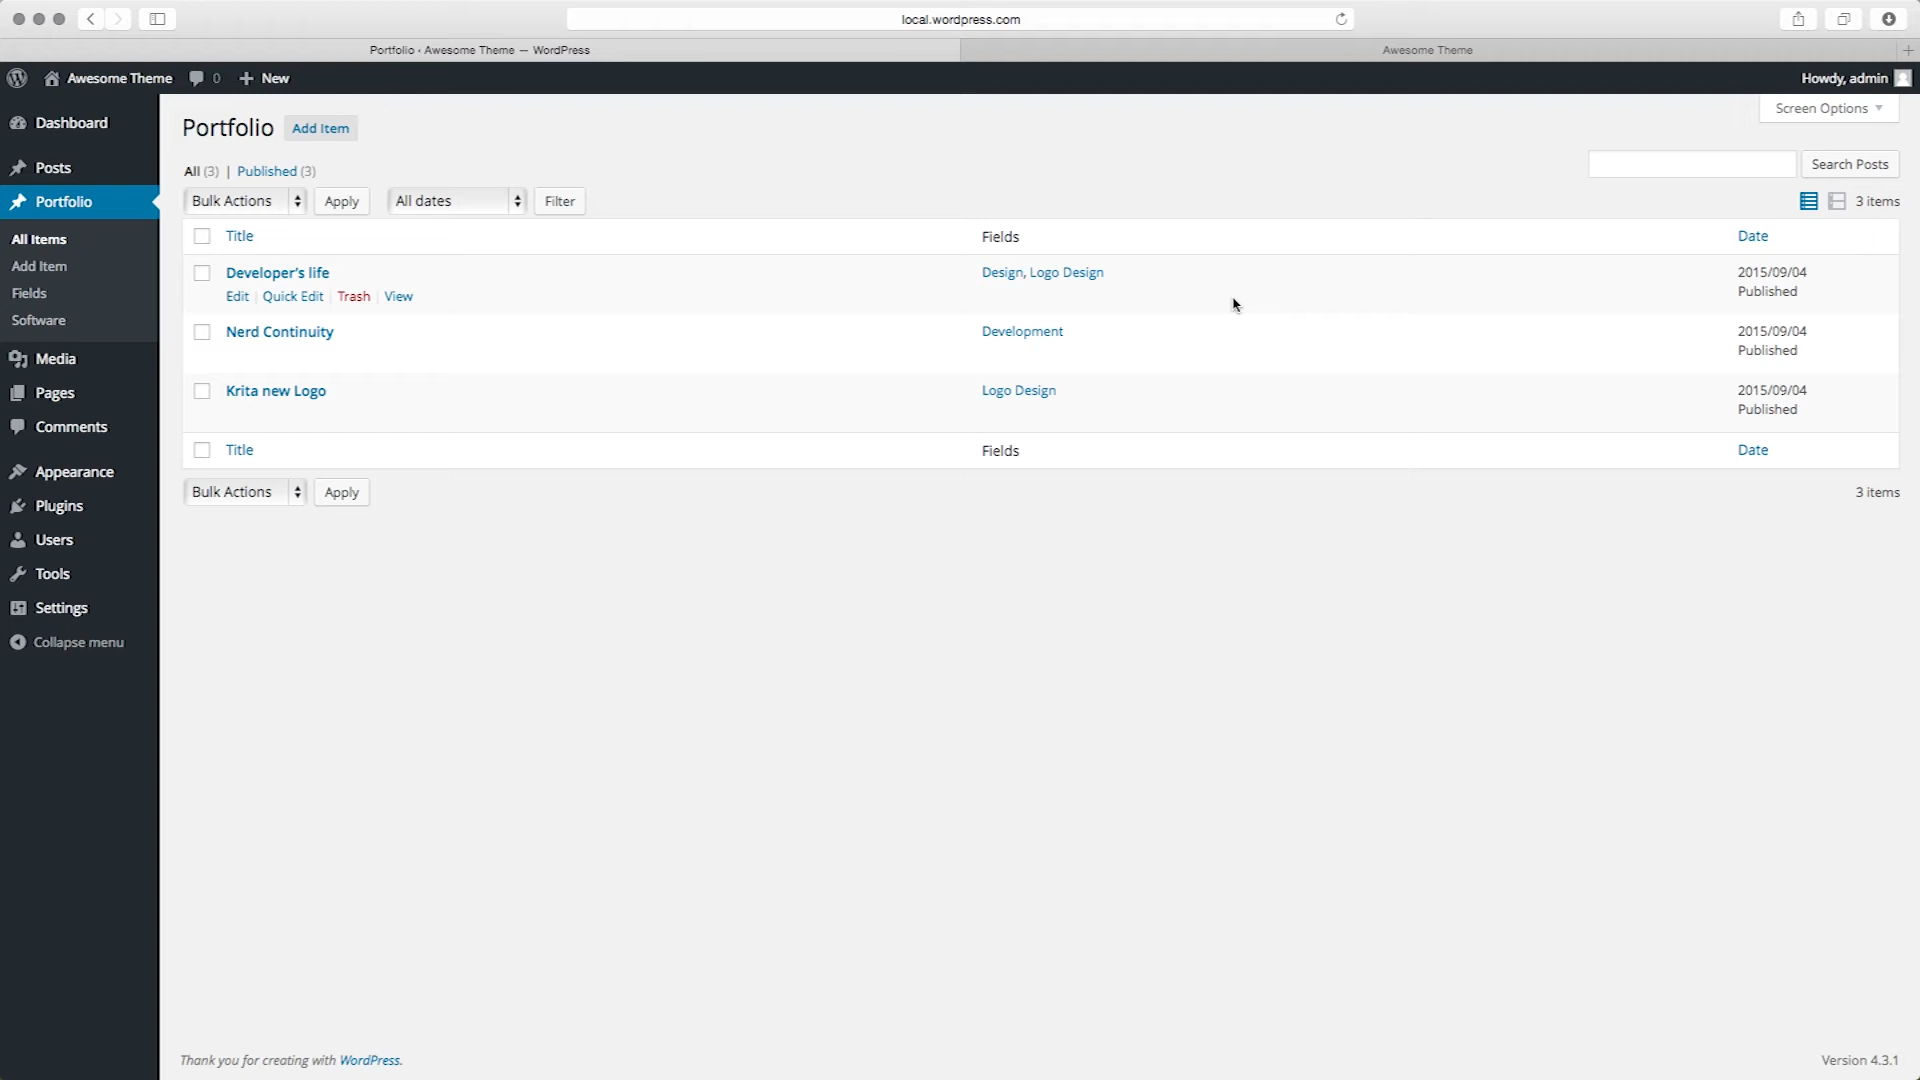 local.wordpress.com
Portfolio ‹ Awesome Theme — WordPress
Awesome Theme
Awesome Theme 0 New
Howdy, admin
Dashboard
Posts
Portfolio
All Items
Add Item
Fields
Software
Media
Pages
Comments
Appearance
Plugins
Users
Tools
Settings
Collapse menu
Screen Options
Portfolio Add Item
All (3) | Published (3)
Search Posts
Bulk Actions Apply All dates Filter
3 items
Title Fields Date
Developer’s life Design, Logo Design 2015/09/04
Edit | Quick Edit | Trash | View Published
Nerd Continuity Development 2015/09/04
Published
Krita new Logo Logo Design 2015/09/04
Published
Title Fields Date
Bulk Actions Apply 3 items
Thank you for creating with WordPress. Version 4.3.1